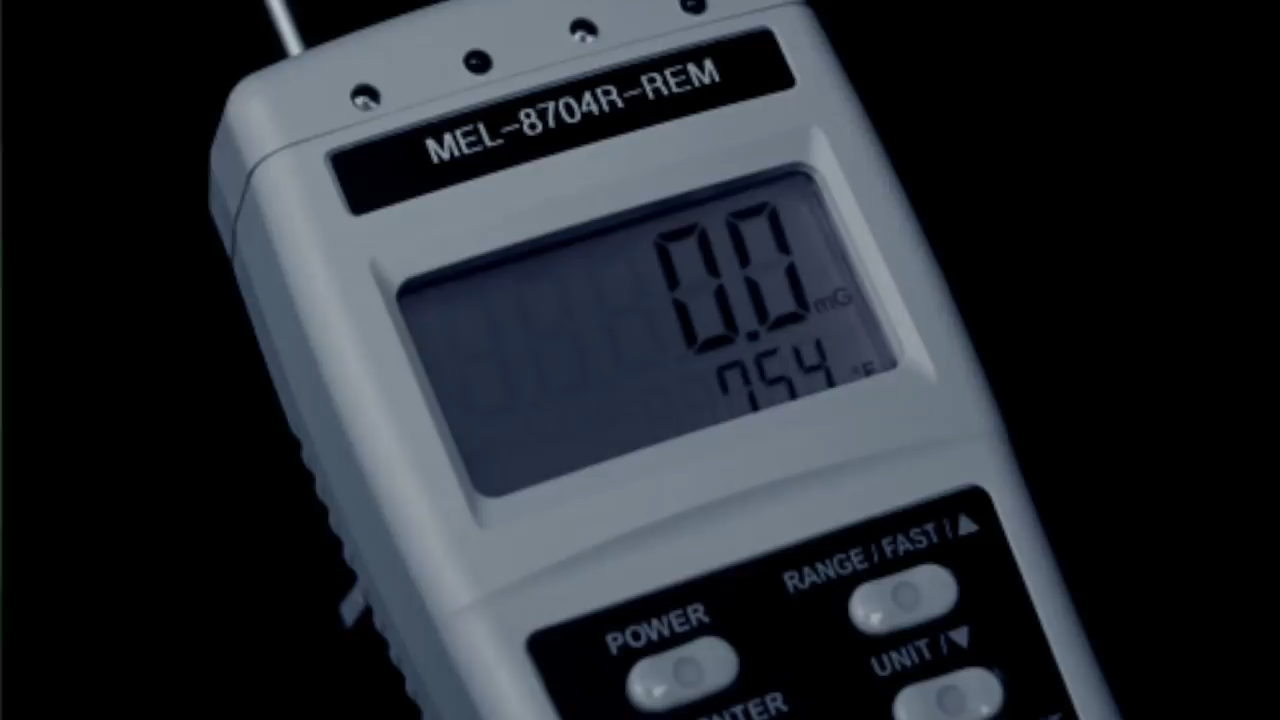 MEL-8704R-REM
0.0 mG
75.4 °F
RANGE / FAST / ▲
POWER
UNIT / ▼